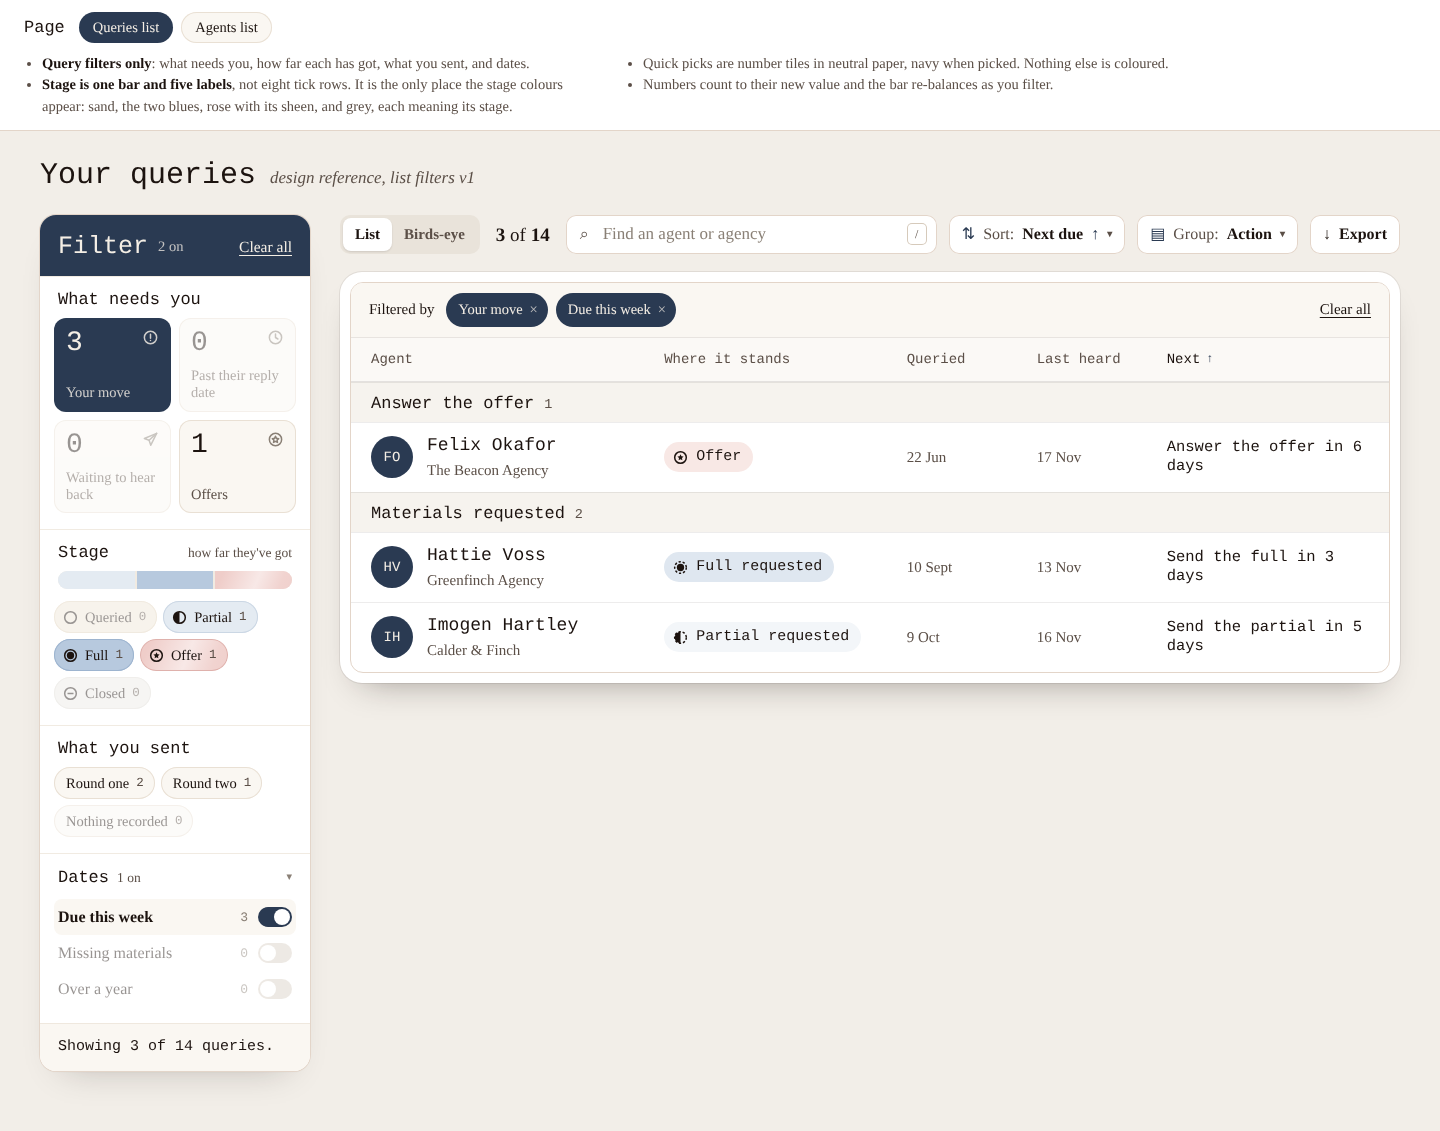 Page Queries list Agents list
• Query filters only: what needs you, how far each has got, what you sent, and dates.
• Stage is one bar and five labels, not eight tick rows. It is the only place the stage colours
appear: sand, the two blues, rose with its sheen, and grey, each meaning its stage.
• Quick picks are number tiles in neutral paper, navy when picked. Nothing else is coloured.
• Numbers count to their new value and the bar re-balances as you filter.
Your queries design reference, list filters v1
Filter 2 on Clear all
What needs you
3
Your move
0
Past their reply
date
0
Waiting to hear
back
1
Offers
Stage how far they've got
Queried 0 Partial 1
Full 1 Offer 1
Closed 0
What you sent
Round one 2 Round two 1
Nothing recorded 0
Dates 1 on ▾
Due this week 3
Missing materials 0
Over a year 0
Showing 3 of 14 queries.
List Birds-eye 3 of 14 Find an agent or agency / Sort: Next due ↑ ▾ Group: Action ▾ ↓ Export
Filtered by Your move × Due this week × Clear all
Agent Where it stands Queried Last heard Next ↑
Answer the offer 1
FO Felix Okafor
The Beacon Agency
Offer 22 Jun 17 Nov
Answer the offer in 6
days
Materials requested 2
HV Hattie Voss
Greenfinch Agency
Full requested 10 Sept 13 Nov
Send the full in 3
days
IH Imogen Hartley
Calder & Finch
Partial requested 9 Oct 16 Nov
Send the partial in 5
days